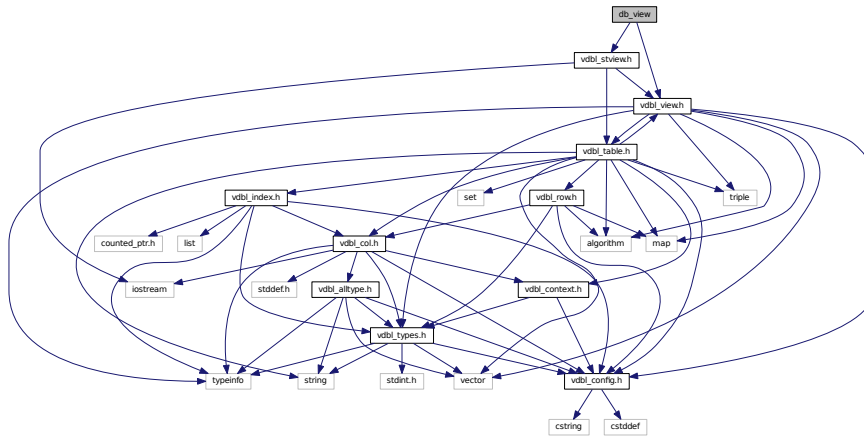 db_view
vdbl_stview.h
vdbl_view.h
vdbl_table.h
vdbl_index.h
set
vdbl_row.h
triple
counted_ptr.h
list
vdbl_col.h
algorithm
map
iostream
stddef.h
vdbl_alltype.h
vdbl_context.h
vdbl_types.h
typeinfo
string
stdint.h
vector
vdbl_config.h
cstring
cstddef